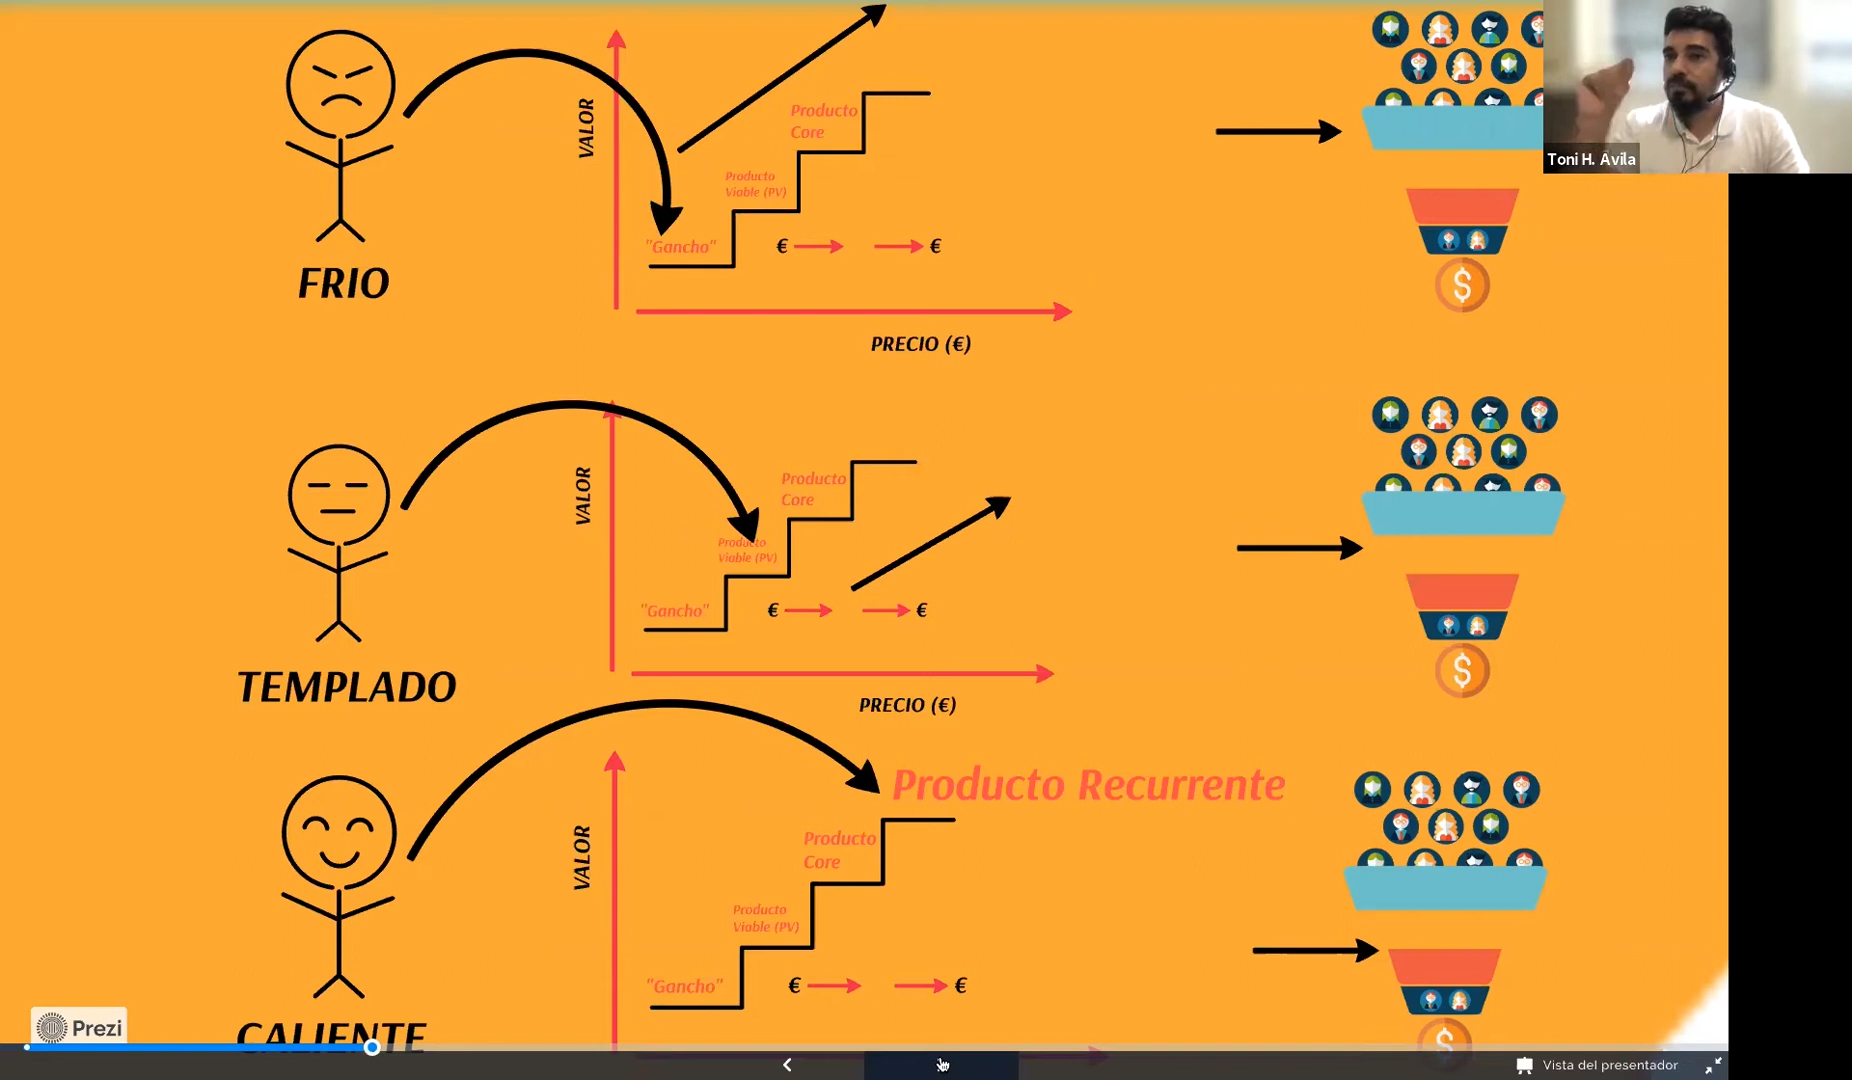 Toni H. Avila
VALOR
Producto
Core
Producto
Viable (PV)
"Gancho"
€
€
FRIO
PRECIO (€)
VALOR
Producto
Core
Producto
Viable (PV)
"Gancho"
€
€
TEMPLADO
PRECIO (€)
Producto Recurrente
VALOR
Producto
Core
Producto
Viable (PV)
"Gancho"
€
€
CALIENTE
Prezi
Vista del presentador
$
$
$